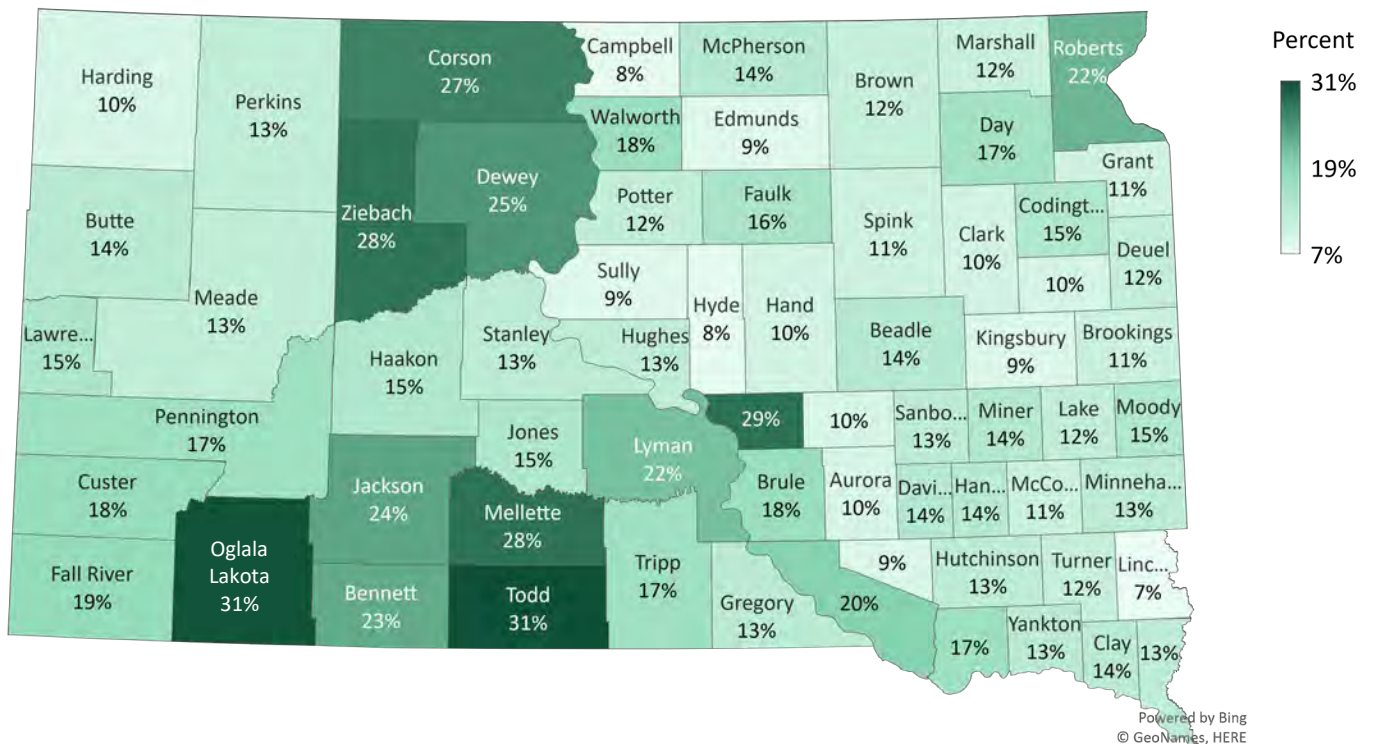 Percent
31%
19%
7%
Harding
10%
Perkins
13%
Corson
27%
Campbell
8%
McPherson
14%
Brown
12%
Marshall
12%
Roberts
22%
Walworth
18%
Edmunds
9%
Day
17%
Grant
11%
Butte
14%
Ziebach
28%
Dewey
25%
Potter
12%
Faulk
16%
Spink
11%
Clark
10%
Codingt...
15%
Deuel
12%
10%
Meade
13%
Sully
9%
Hyde
8%
Hand
10%
Lawre...
15%
Haakon
15%
Stanley
13%
Hughes
13%
Beadle
14%
Kingsbury
9%
Brookings
11%
Pennington
17%
Jones
15%
Lyman
22%
29%
10%
Sanbo...
13%
Miner
14%
Lake
12%
Moody
15%
Custer
18%
Jackson
24%
Mellette
28%
Brule
18%
Aurora
10%
Davi...
14%
Han...
14%
McCo...
11%
Minneha...
13%
Fall River
19%
Oglala
Lakota
31%
Bennett
23%
Todd
31%
Tripp
17%
Gregory
13%
20%
9%
Hutchinson
13%
Turner
12%
Linc...
7%
17%
Yankton
13%
Clay
14%
13%
Powered by Bing
© GeoNames, HERE